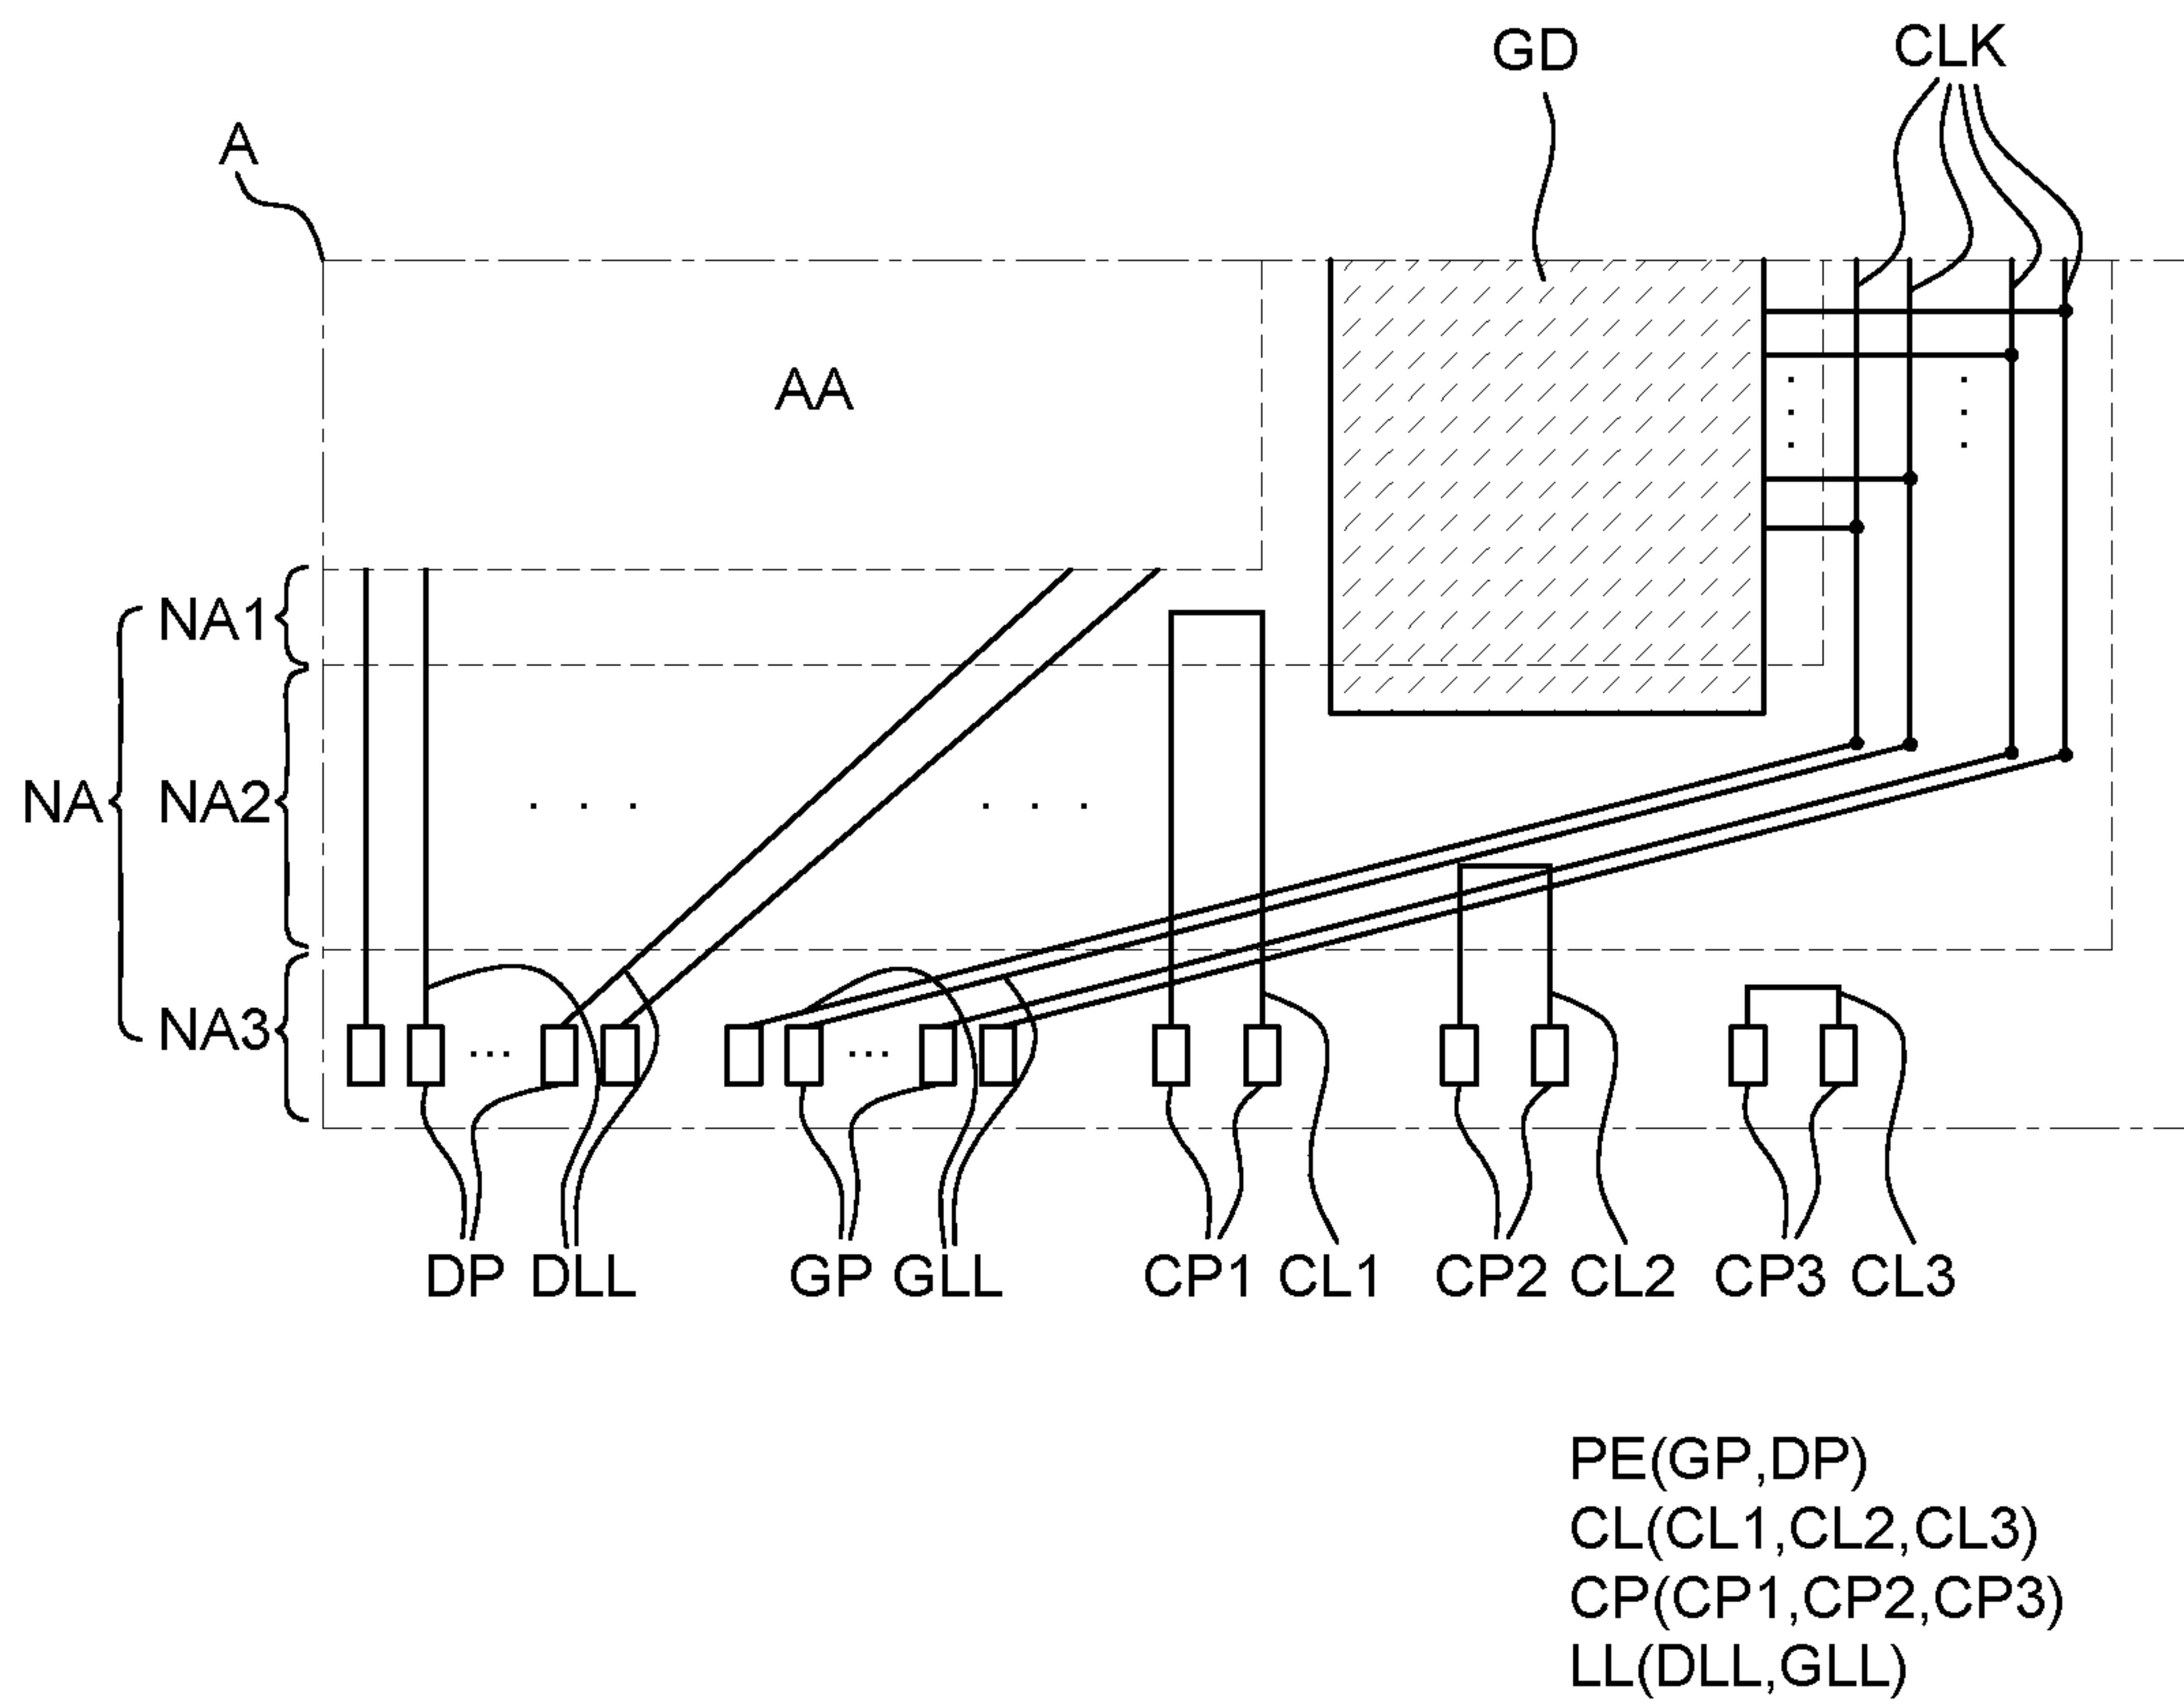 GD
CLK
A
AA
NA1
NA
NA2
NA3
DP DLL GP GLL CP1 CL1 CP2 CL2 CP3 CL3
PE(GP,DP)
CL(CL1,CL2,CL3)
CP(CP1,CP2,CP3)
LL(DLL,GLL)